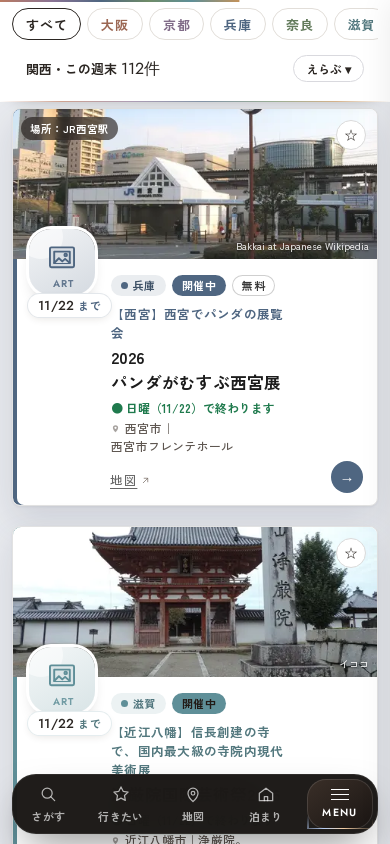 すべて 大阪 京都 兵庫 奈良 滋賀
関西・この週末 112件 えらぶ ▾
場所：JR西宮駅 ☆
JR 西宮駅
Bakkai at Japanese Wikipedia
ART
11/22 まで
兵庫 開催中 無料
【西宮】西宮でパンダの展覧
会
2026
パンダがむすぶ西宮展
日曜（11/22）で終わります
西宮市｜
西宮市フレンテホール
地図 ↗
→
☆
浄厳院
イココ
ART
11/22 まで
滋賀 開催中
【近江八幡】信長創建の寺
で、国内最大級の寺院内現代
美術展
さがす 行きたい 地図 泊まり MENU
近江八幡市｜浄厳院。